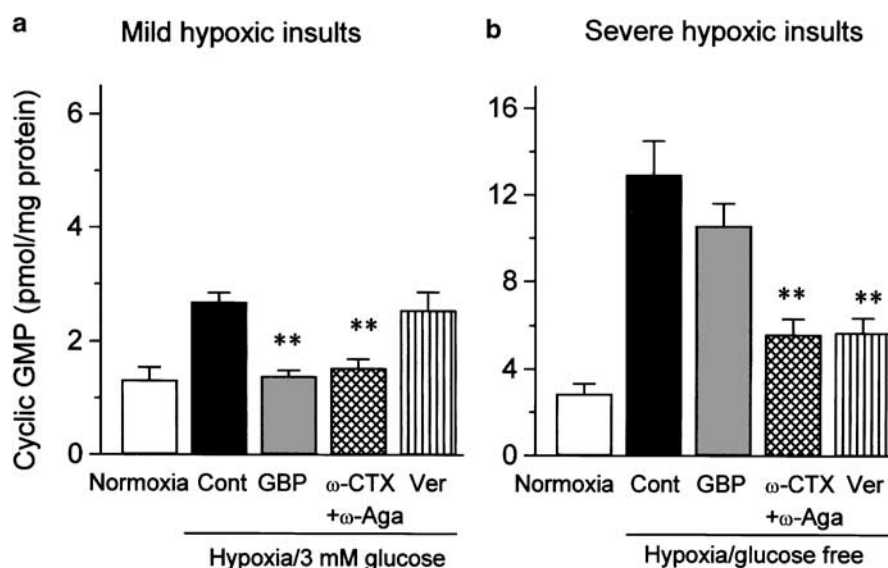 a Mild hypoxic insults
Cyclic GMP (pmol/mg protein)
6
4
2
0
**
**
Normoxia Cont GBP ω-CTX Ver
+ω-Aga
Hypoxia/3 mM glucose
b Severe hypoxic insults
16
12
8
4
0
**
**
Normoxia Cont GBP ω-CTX Ver
+ω-Aga
Hypoxia/glucose free